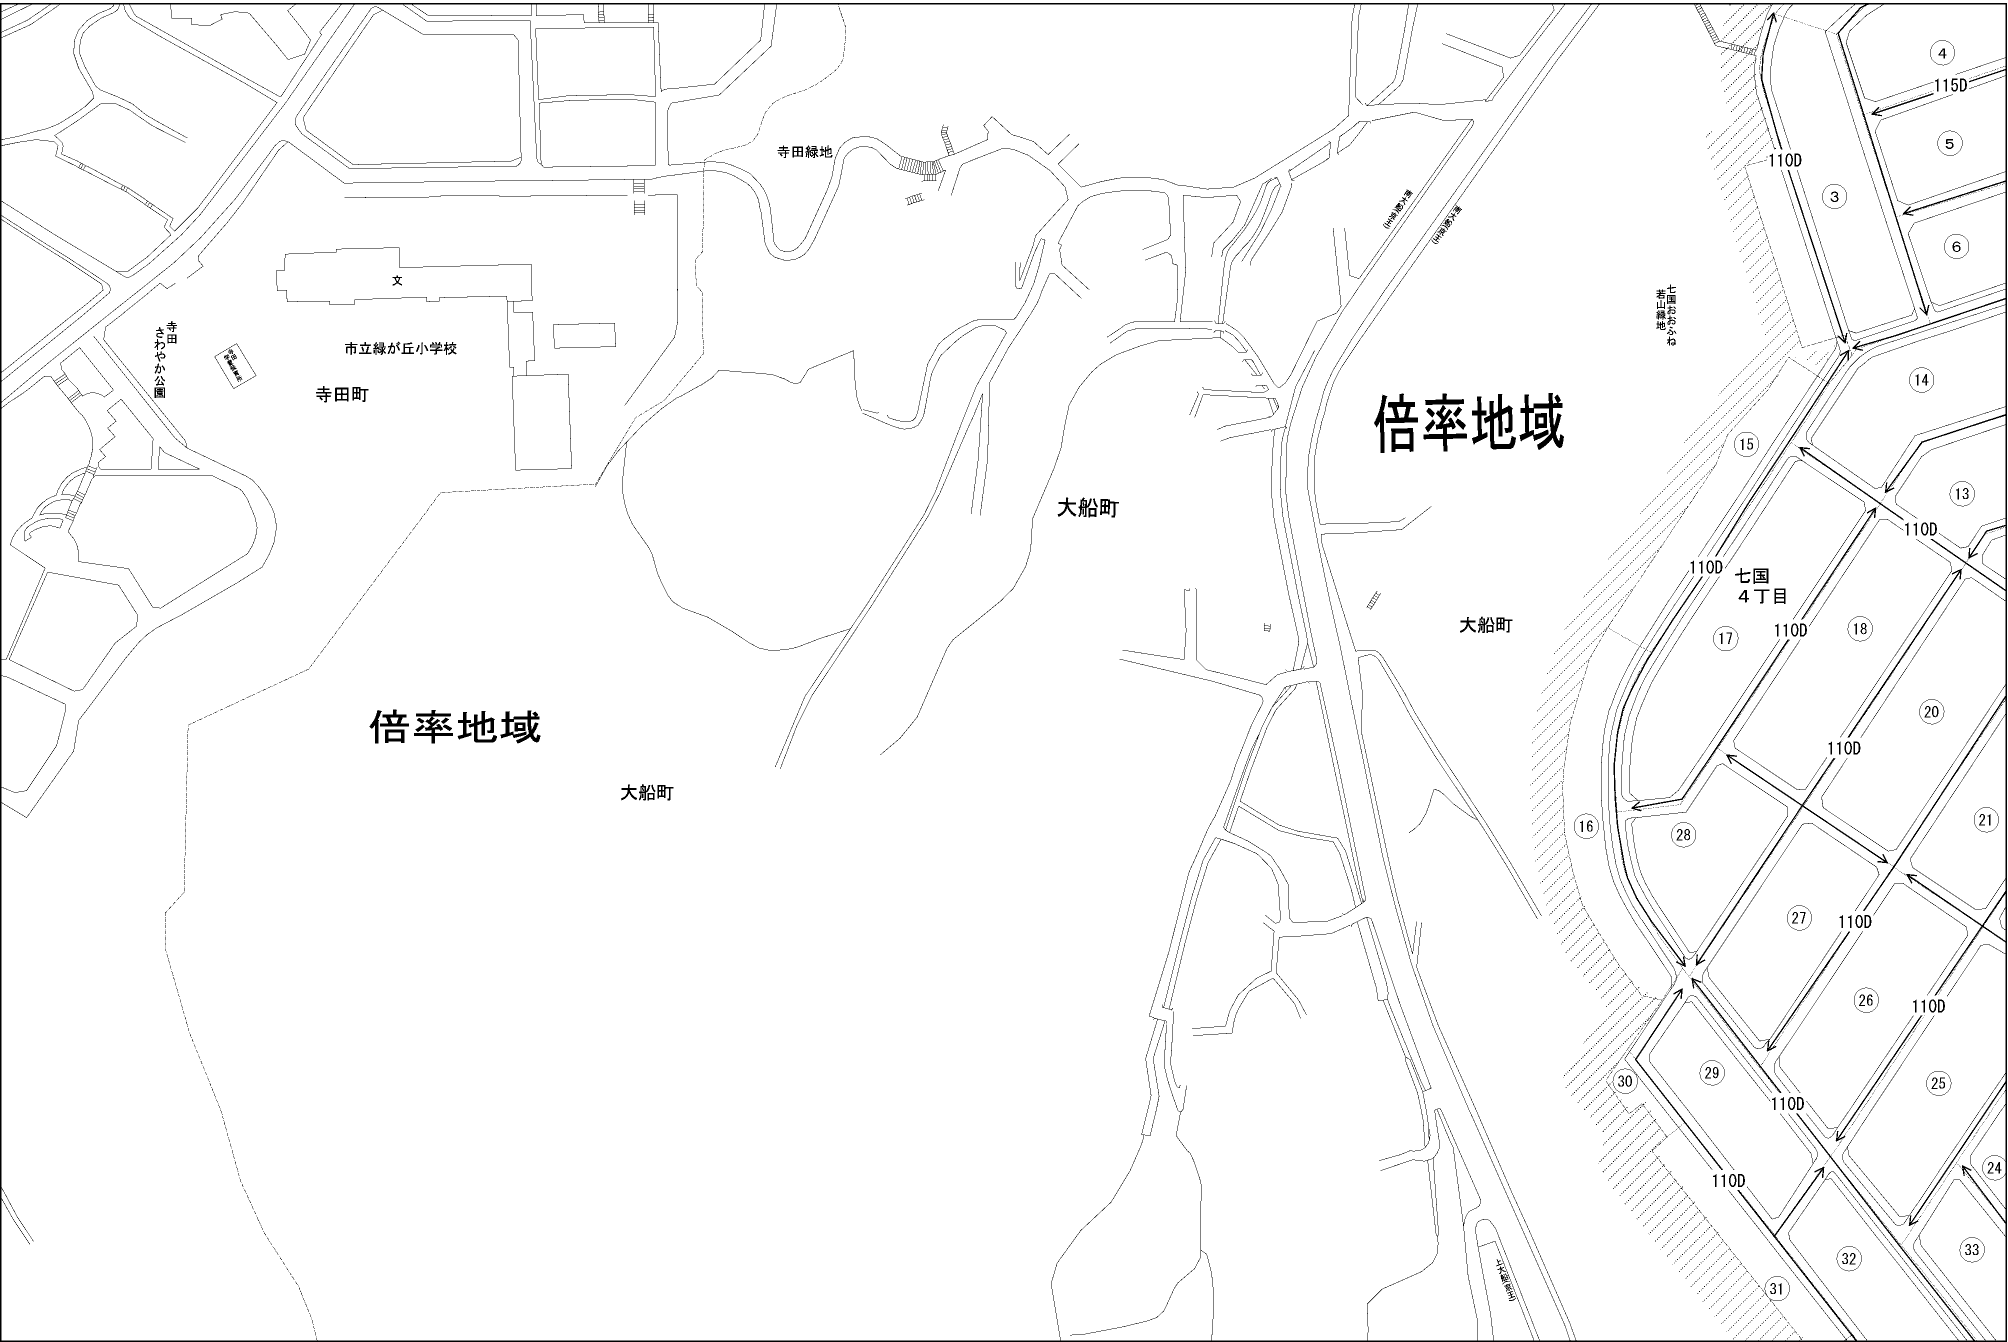 4
115D
5
110D
3
6
寺田緑地
文
市立緑が丘小学校
寺田町
寺田
さわやか公園
七国おおふね
若山緑地
14
倍率地域
15
13
110D
大船町
110D
七国
4丁目
大船町
17
110D
18
倍率地域
20
110D
大船町
16
28
21
27
110D
26
110D
30
29
25
110D
24
110D
33
32
31